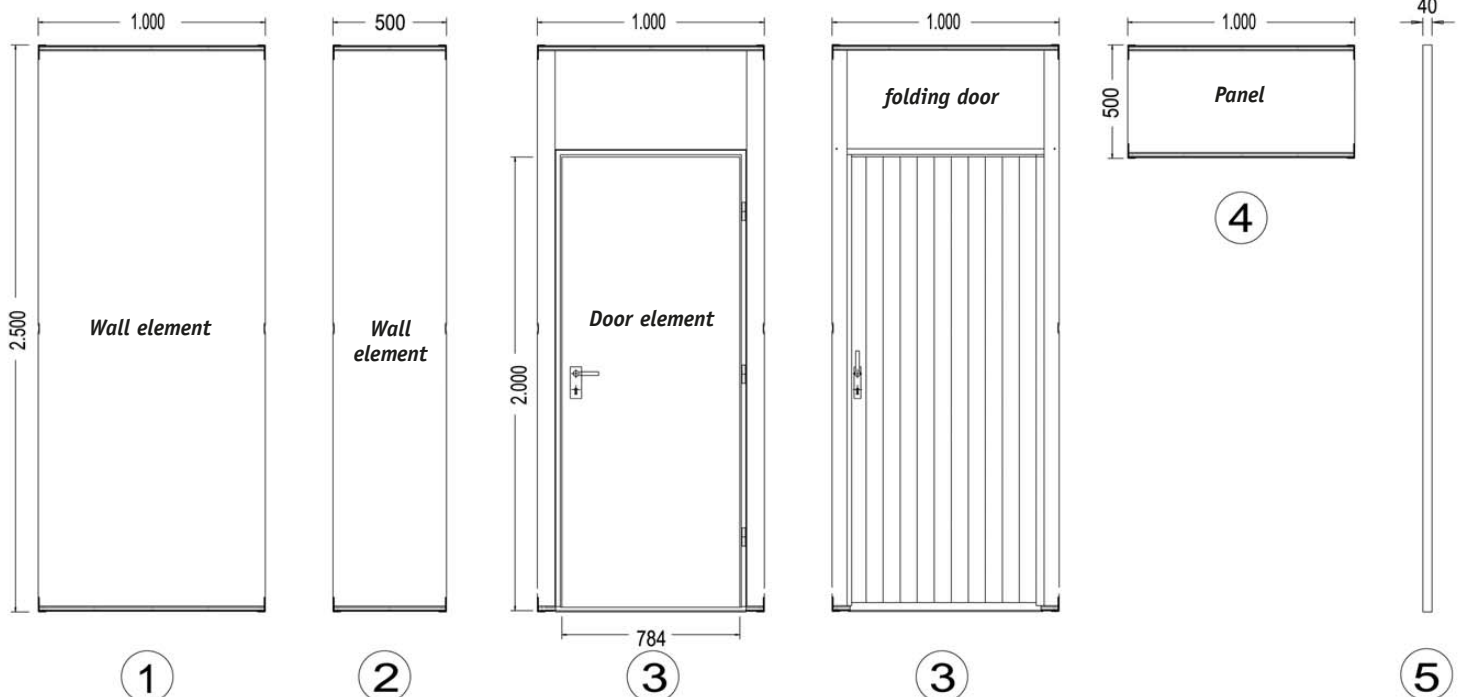 1.000
500
1.000
1.000
1.000
40
folding door
Panel
500
4
2.500
Wall element
Wall
element
Door element
2.000
784
1
2
3
3
5